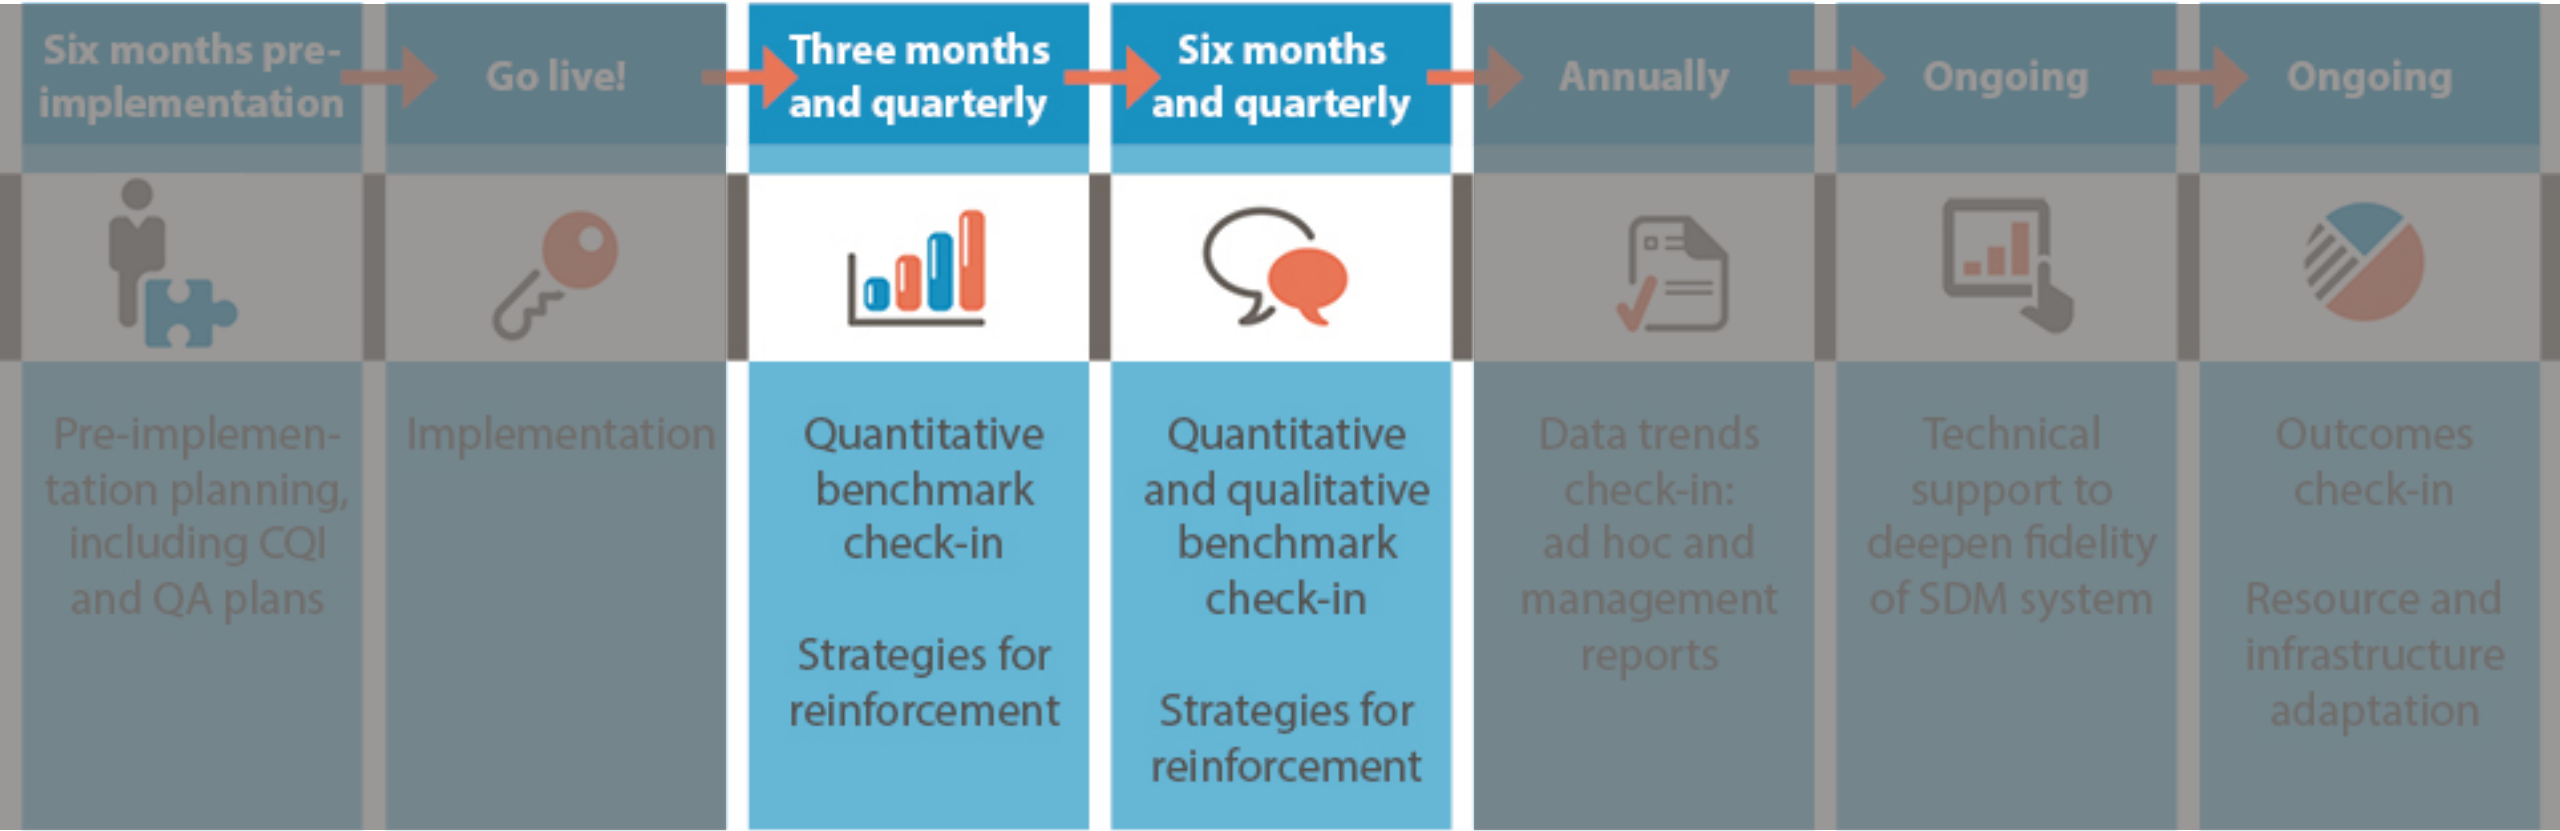 Six months pre-
implementation
Go live!
Three months
and quarterly
Six months
and quarterly
Annually
Ongoing
Ongoing
Pre-implemen-
tation planning,
including CQI
and QA plans
Implementation
Quantitative
benchmark
check-in
Strategies for
reinforcement
Quantitative
and qualitative
benchmark
check-in
Strategies for
reinforcement
Data trends
check-in:
ad hoc and
management
reports
Technical
support to
deepen fidelity
of SDM system
Outcomes
check-in
Resource and
infrastructure
adaptation